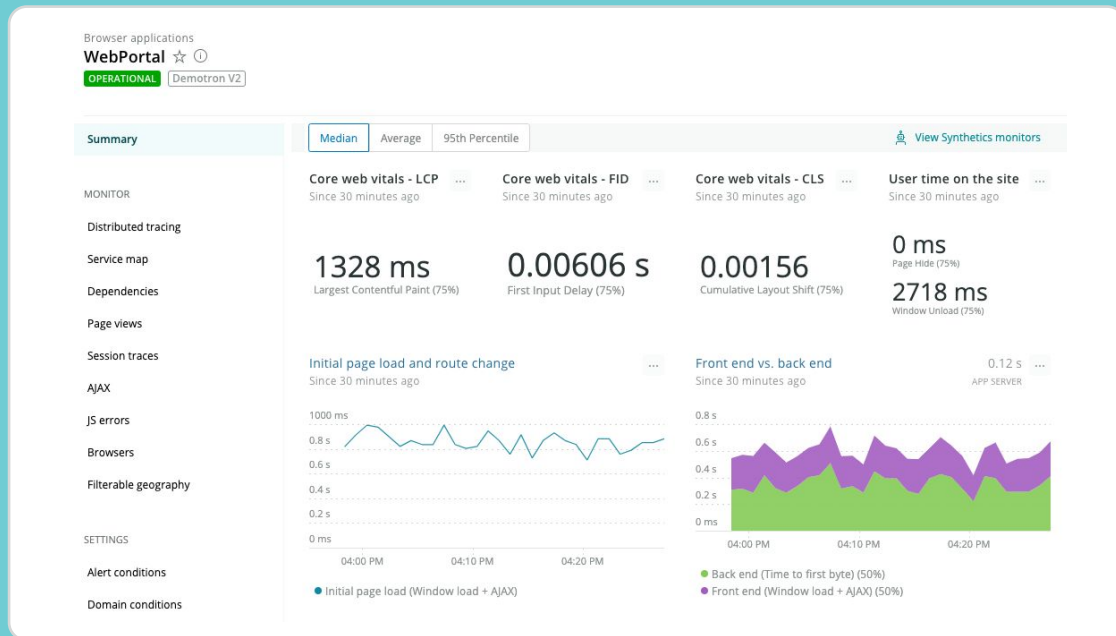 Browser applications
WebPortal
OPERATIONAL Demotron V2
Summary
MONITOR
Distributed tracing
Service map
Dependencies
Page views
Session traces
AJAX
JS errors
Browsers
Filterable geography
SETTINGS
Alert conditions
Domain conditions
Median Average 95th Percentile
View Synthetics monitors
Core web vitals - LCP ...
Since 30 minutes ago
1328 ms
Largest Contentful Paint (75%)
Core web vitals - FID ...
Since 30 minutes ago
0.00606 s
First Input Delay (75%)
Core web vitals - CLS ...
Since 30 minutes ago
0.00156
Cumulative Layout Shift (75%)
User time on the site ...
Since 30 minutes ago
0 ms
Page Hide (75%)
2718 ms
Window Unload (75%)
Initial page load and route change ...
Since 30 minutes ago
1000 ms
0.8 s
0.6 s
0.4 s
0.2 s
0 ms
04:00 PM 04:10 PM 04:20 PM
Initial page load (Window load + AJAX)
Front end vs. back end 0.12 s ...
Since 30 minutes ago APP SERVER
0.8 s
0.6 s
0.4 s
0.2 s
0 ms
04:00 PM 04:10 PM 04:20 PM
Back end (Time to first byte) (50%)
Front end (Window load + AJAX) (50%)